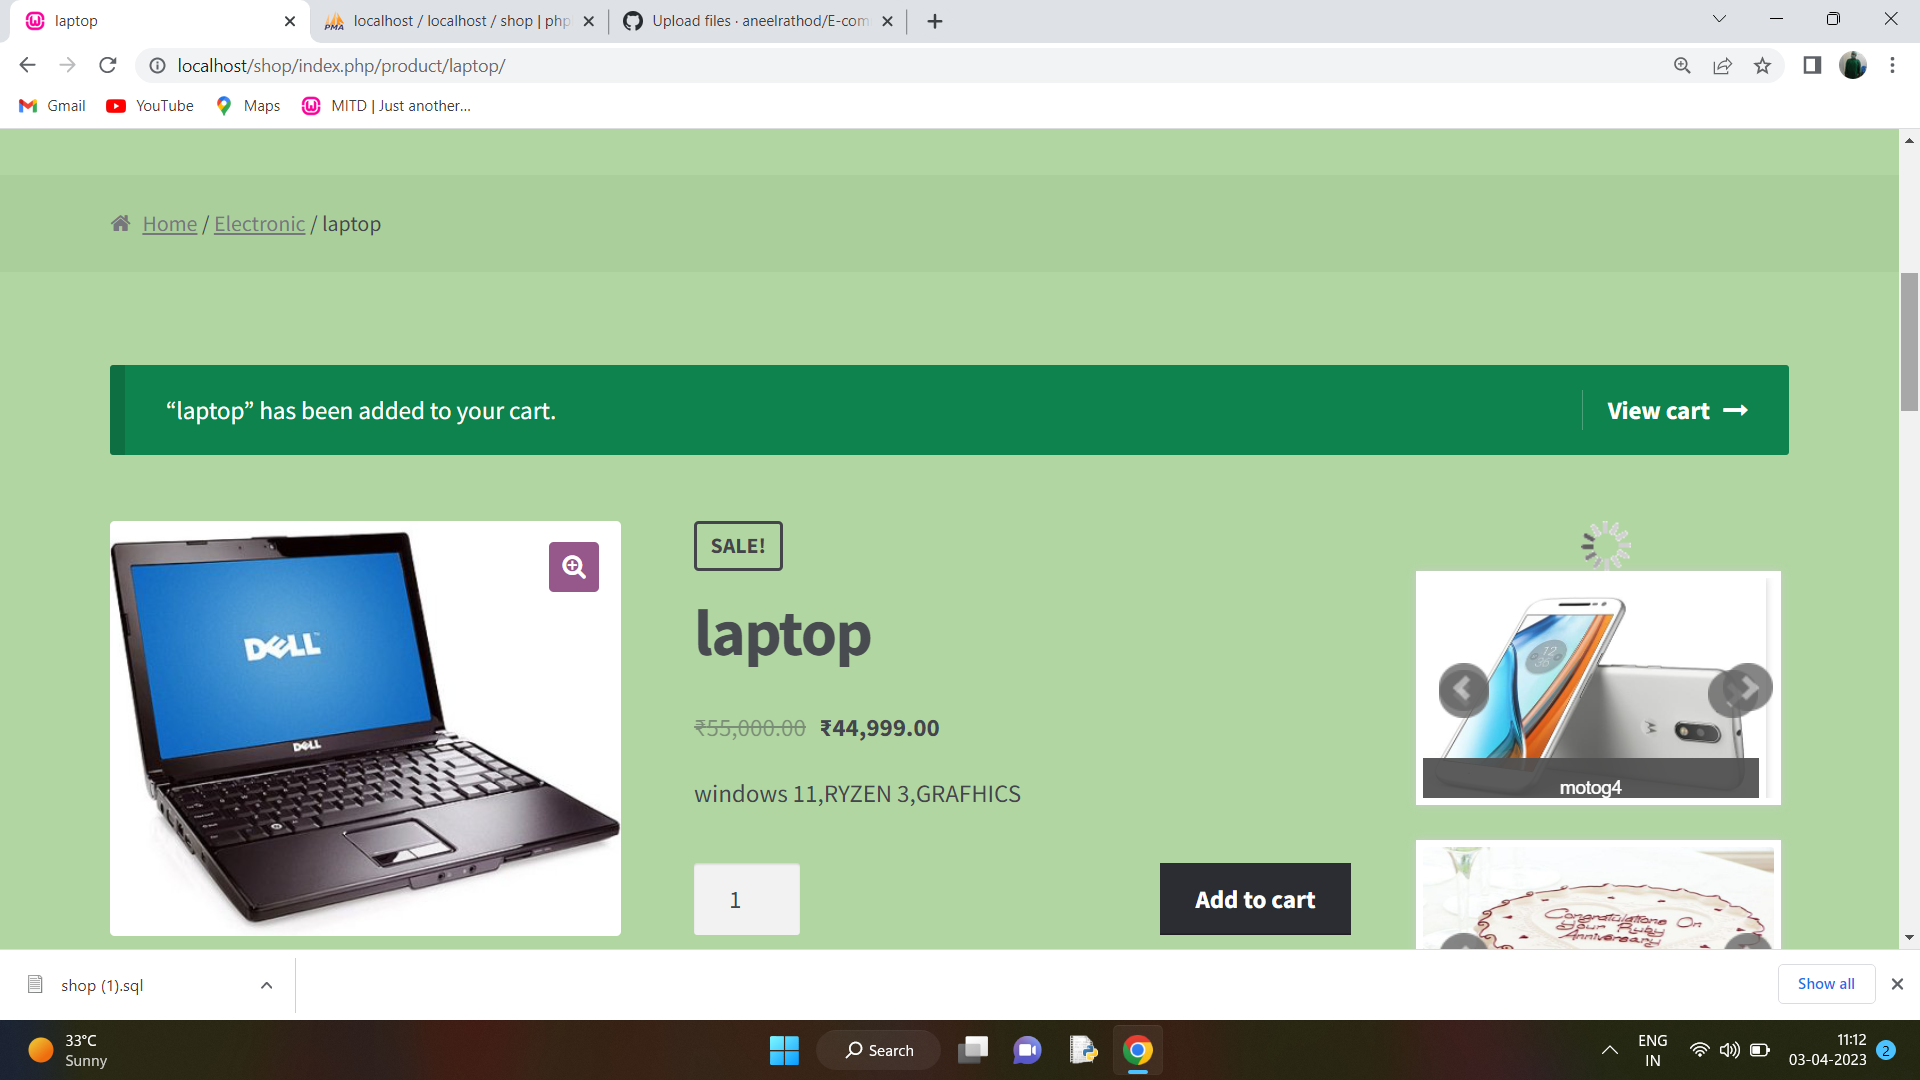 laptop
localhost / localhost / shop | php
Upload files · aneelrathod/E-com
localhost/shop/index.php/product/laptop/
Gmail
YouTube
Maps
MITD | Just another...
Home / Electronic / laptop
“laptop” has been added to your cart.
View cart
DELL
DELL
SALE!
laptop
₹55,000.00 ₹44,999.00
windows 11,RYZEN 3,GRAFHICS
1
Add to cart
motog4
Congratulations On
Your Ruby
Anniversary
shop (1).sql
Show all
33°C
Sunny
Search
ENG
IN
11:12
03-04-2023
2